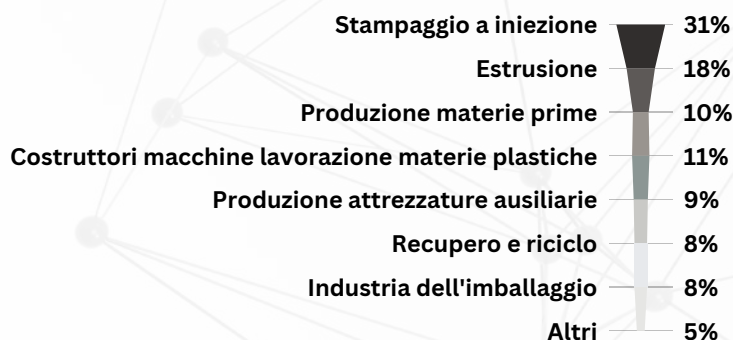 Stampaggio a iniezione 31%
Estrusione 18%
Produzione materie prime 10%
Costruttori macchine lavorazione materie plastiche 11%
Produzione attrezzature ausiliarie 9%
Recupero e riciclo 8%
Industria dell'imballaggio 8%
Altri 5%